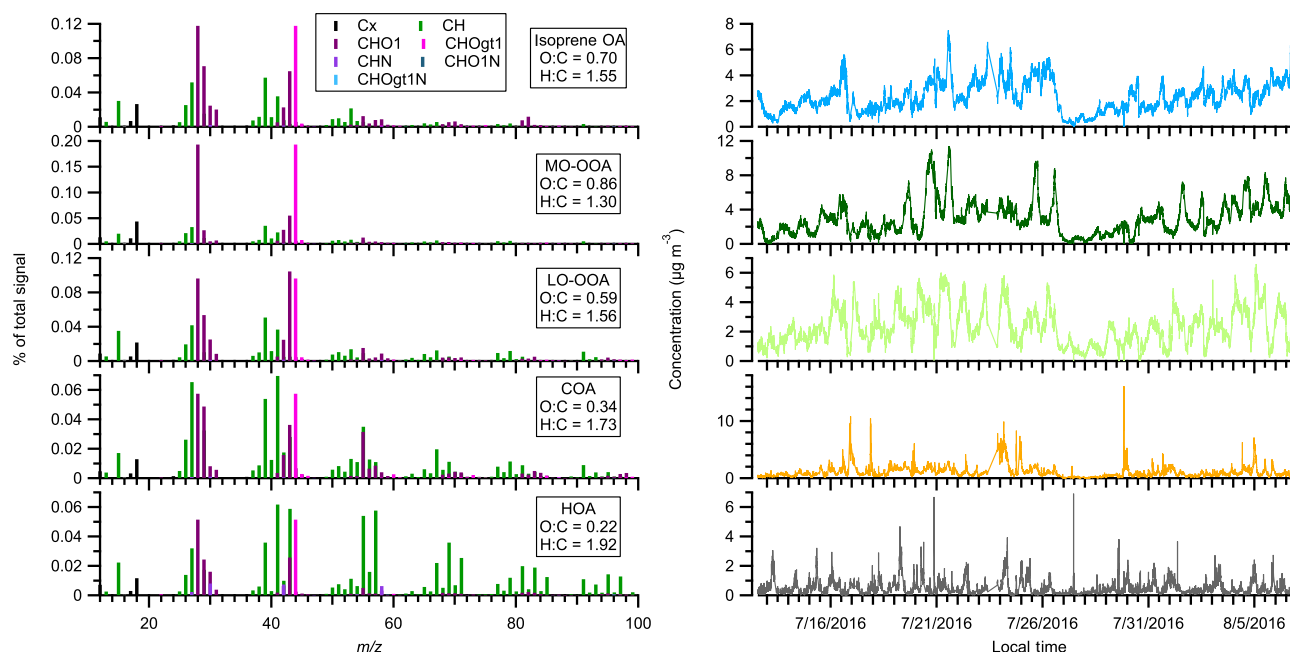 % of total signal
0.12
0.08
0.04
0
Cx
CH
CHO1
CHOgt1
CHN
CHO1N
CHOgt1N
Isoprene OA
O:C = 0.70
H:C = 1.55
0.20
0.15
0.10
0.05
0
MO-OOA
O:C = 0.86
H:C = 1.30
0.12
0.08
0.04
0
LO-OOA
O:C = 0.59
H:C = 1.56
0.06
0.04
0.02
0
COA
O:C = 0.34
H:C = 1.73
0.06
0.04
0.02
0
HOA
O:C = 0.22
H:C = 1.92
20 40 60 80 100
m/z
Concentration (µg m⁻³)
8
6
4
2
0
12
8
4
0
6
4
2
0
10
0
6
4
2
0
7/16/2016 7/21/2016 7/26/2016 7/31/2016 8/5/2016
Local time